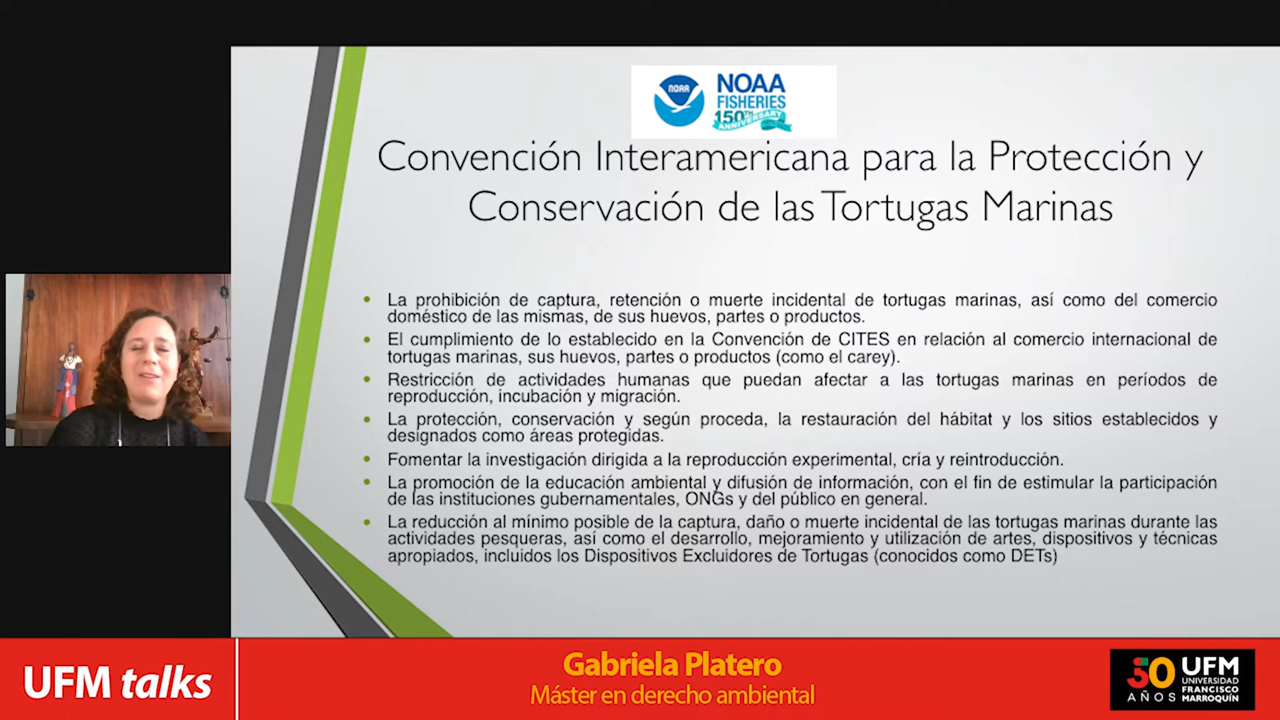 NOAA
NOAA
FISHERIES
150TH
ANNIVERSARY
Convención Interamericana para la Protección y
Conservación de las Tortugas Marinas
• La prohibición de captura, retención o muerte incidental de tortugas marinas, así como del comercio
doméstico de las mismas, de sus huevos, partes o productos.
• El cumplimiento de lo establecido en la Convención de CITES en relación al comercio internacional de
tortugas marinas, sus huevos, partes o productos (como el carey).
• Restricción de actividades humanas que puedan afectar a las tortugas marinas en períodos de
reproducción, incubación y migración.
• La protección, conservación y según proceda, la restauración del hábitat y los sitios establecidos y
designados como áreas protegidas.
• Fomentar la investigación dirigida a la reproducción experimental, cría y reintroducción.
• La promoción de la educación ambiental y difusión de información, con el fin de estimular la participación
de las instituciones gubernamentales, ONGs y del público en general.
• La reducción al mínimo posible de la captura, daño o muerte incidental de las tortugas marinas durante las
actividades pesqueras, así como el desarrollo, mejoramiento y utilización de artes, dispositivos y técnicas
apropiados, incluidos los Dispositivos Excluidores de Tortugas (conocidos como DETs)
UFM talks
Gabriela Platero
Máster en derecho ambiental
50
AÑOS
UFM
UNIVERSIDAD
FRANCISCO
MARROQUÍN